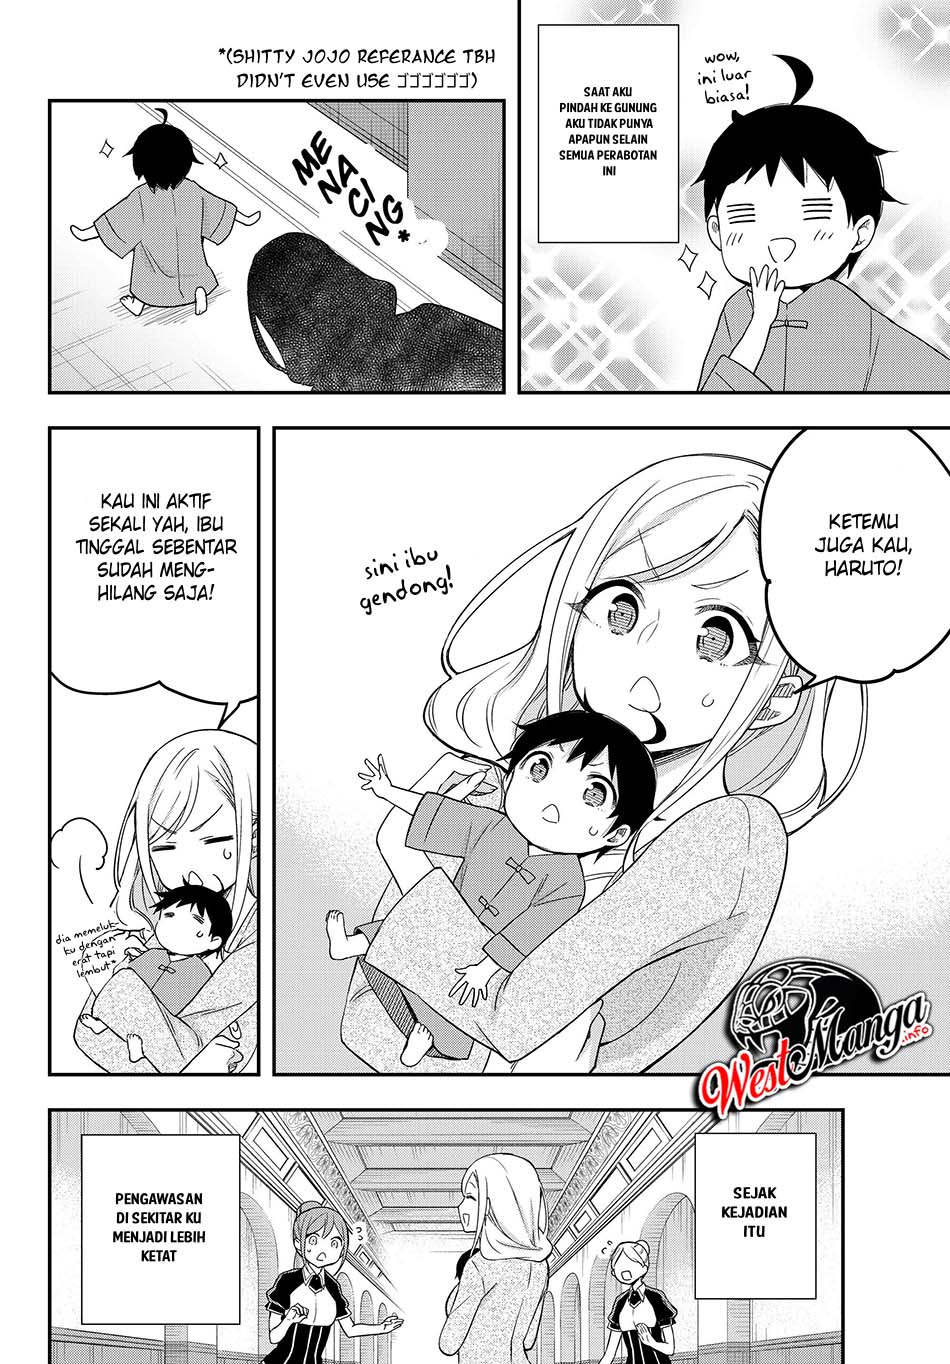 SAAT AKU
PINDAH KE GUNUNG
AKU TIDAK PUNYA
APAPUN SELAIN
SEMUA PERABOTAN
INI
wow,
ini luar
biasa!
*(SHITTY JOJO REFERANCE TBH
DIDN'T EVEN USE ゴゴゴゴゴゴ)
ME
NA
CI
NG*
KETEMU
JUGA KAU,
HARUTO!
sini ibu
gendong!
KAU INI AKTIF
SEKALI YAH, IBU
TINGGAL SEBENTAR
SUDAH MENG-
HILANG SAJA!
dia memeluk-
ku dengan
erat tapi
lembut*
WestManga
.info
SEJAK
KEJADIAN
ITU
PENGAWASAN
DI SEKITAR KU
MENJADI LEBIH
KETAT